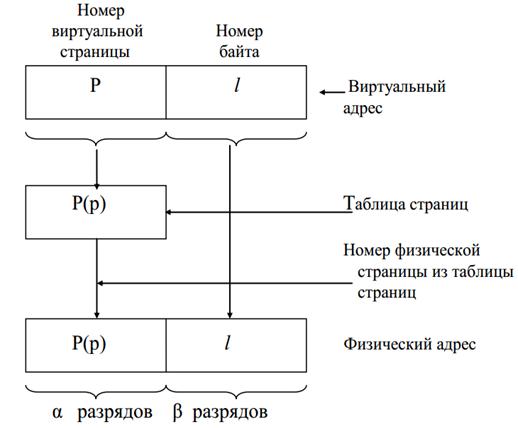 Номер
виртуальной
страницы
Номер
байта
P
l
Виртуальный
адрес
P(p)
Таблица страниц
Номер физической
страницы из таблицы
страниц
P(p)
l
Физический адрес
α разрядов
β разрядов